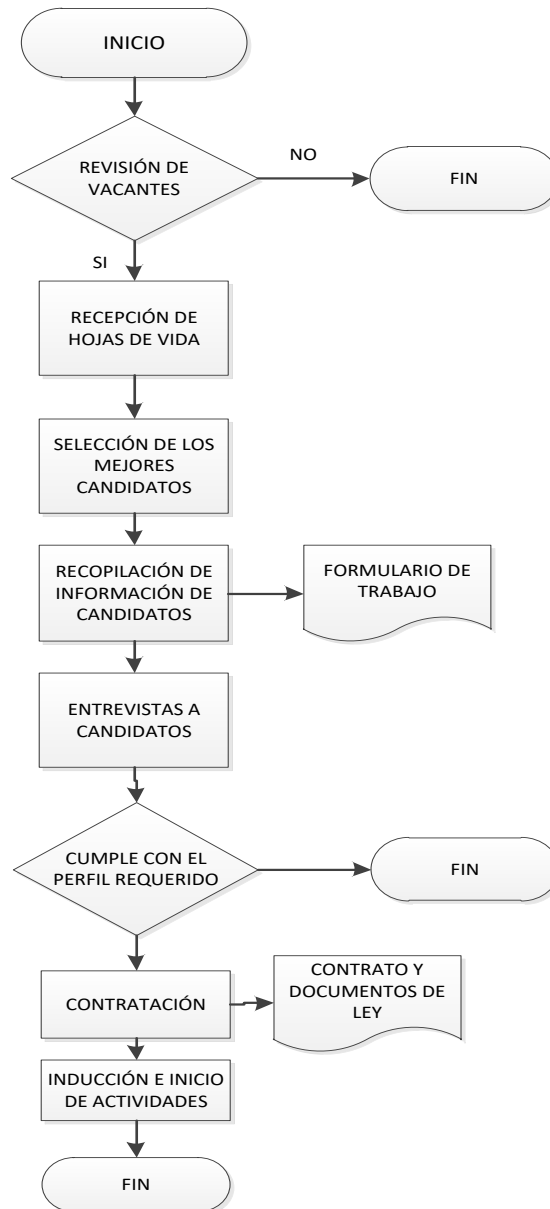 INICIO
REVISIÓN DE
VACANTES
NO
FIN
SI
RECEPCIÓN DE
HOJAS DE VIDA
SELECCIÓN DE LOS
MEJORES
CANDIDATOS
RECOPILACIÓN DE
INFORMACIÓN DE
CANDIDATOS
FORMULARIO DE
TRABAJO
ENTREVISTAS A
CANDIDATOS
CUMPLE CON EL
PERFIL REQUERIDO
FIN
CONTRATACIÓN
CONTRATO Y
DOCUMENTOS DE
LEY
INDUCCIÓN E INICIO
DE ACTIVIDADES
FIN